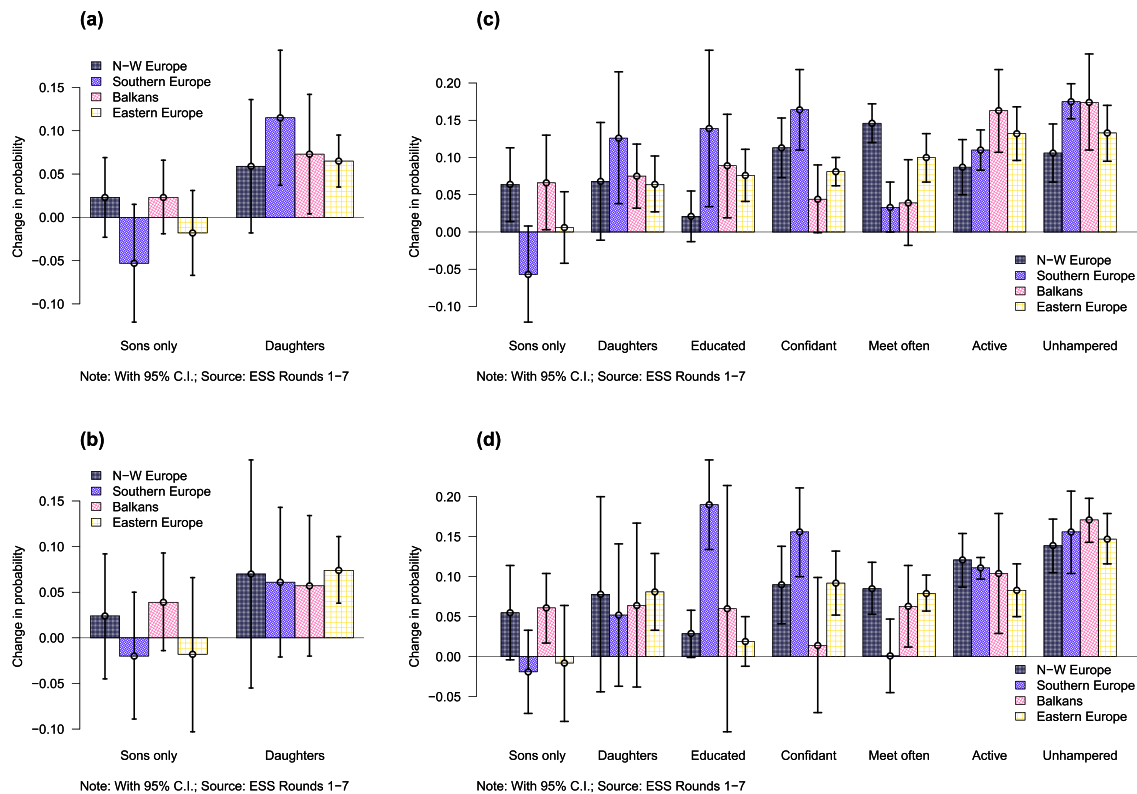 (a)
N−W Europe
Southern Europe
Balkans
Eastern Europe
Change in probability
0.15
0.10
0.05
0.00
−0.05
−0.10
Sons only Daughters
Note: With 95% C.I.; Source: ESS Rounds 1−7
(c)
Change in probability
0.20
0.15
0.10
0.05
0.00
−0.05
−0.10
N−W Europe
Southern Europe
Balkans
Eastern Europe
Sons only Daughters Educated Confidant Meet often Active Unhampered
Note: With 95% C.I.; Source: ESS Rounds 1−7
(b)
N−W Europe
Southern Europe
Balkans
Eastern Europe
Change in probability
0.15
0.10
0.05
0.00
−0.05
−0.10
Sons only Daughters
Note: With 95% C.I.; Source: ESS Rounds 1−7
(d)
Change in probability
0.20
0.15
0.10
0.05
0.00
−0.05
N−W Europe
Southern Europe
Balkans
Eastern Europe
Sons only Daughters Educated Confidant Meet often Active Unhampered
Note: With 95% C.I.; Source: ESS Rounds 1−7